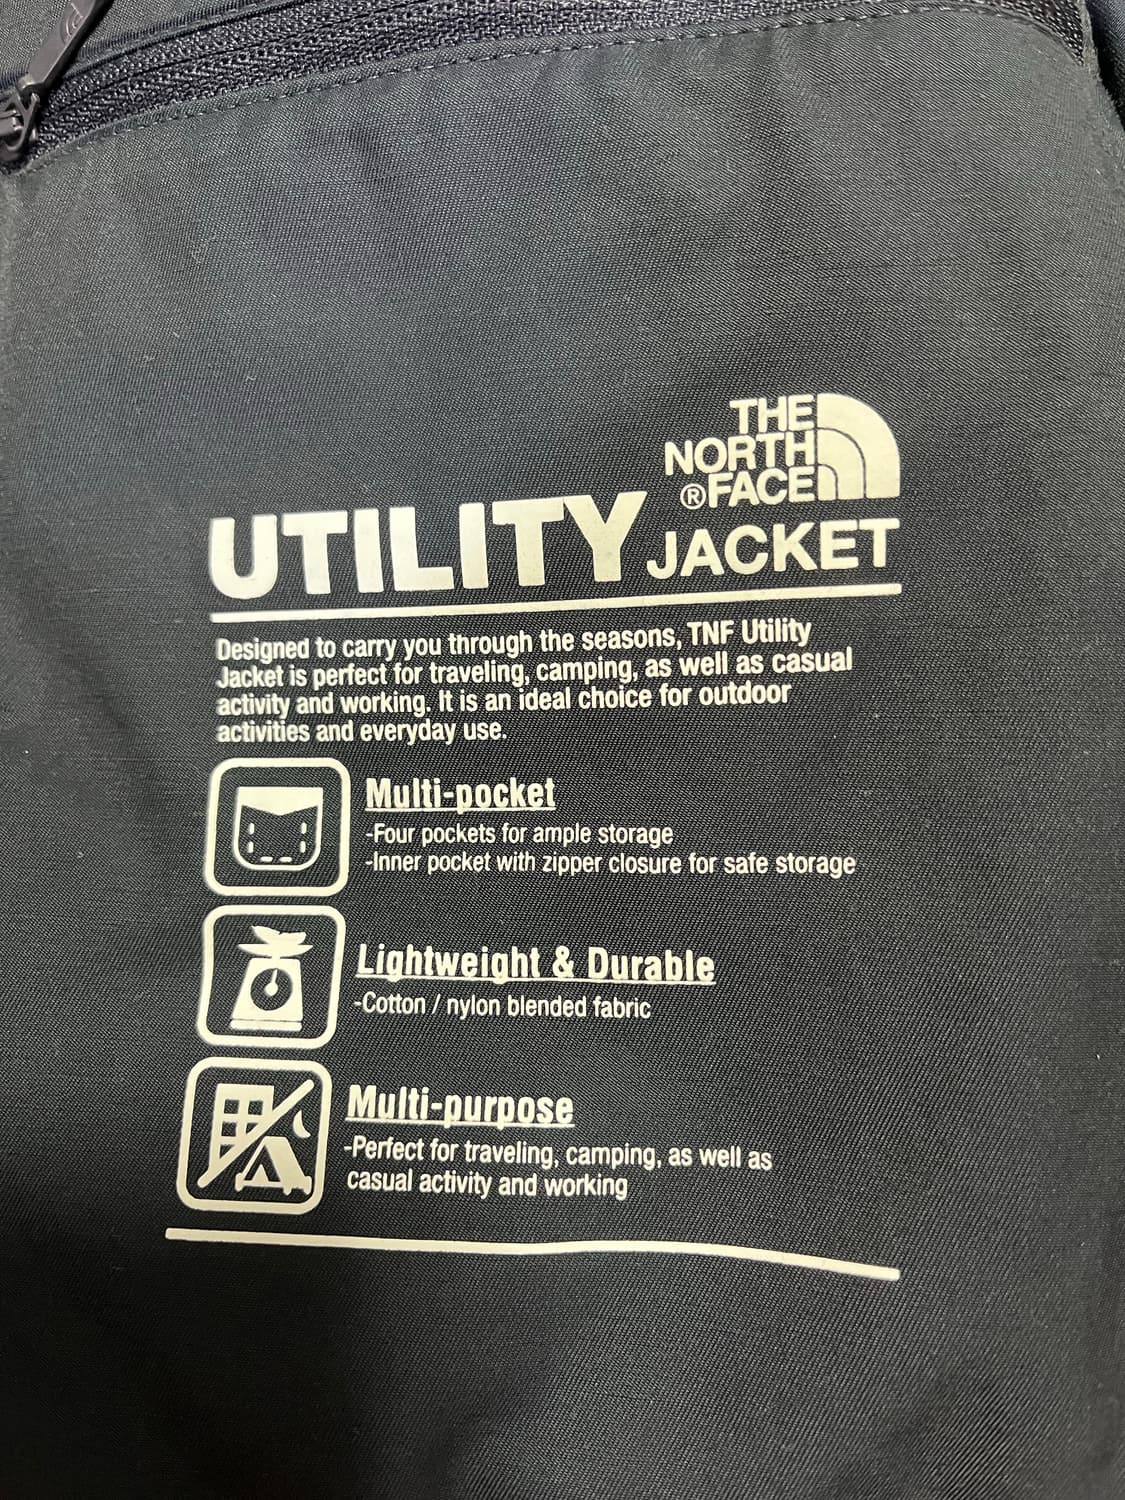 THE
NORTH
®FACE
UTILITY JACKET
Designed to carry you through the seasons, TNF Utility
Jacket is perfect for traveling, camping, as well as casual
activity and working. It is an ideal choice for outdoor
activities and everyday use.
Multi-pocket
-Four pockets for ample storage
-Inner pocket with zipper closure for safe storage
Lightweight & Durable
-Cotton / nylon blended fabric
Multi-purpose
-Perfect for traveling, camping, as well as
casual activity and working